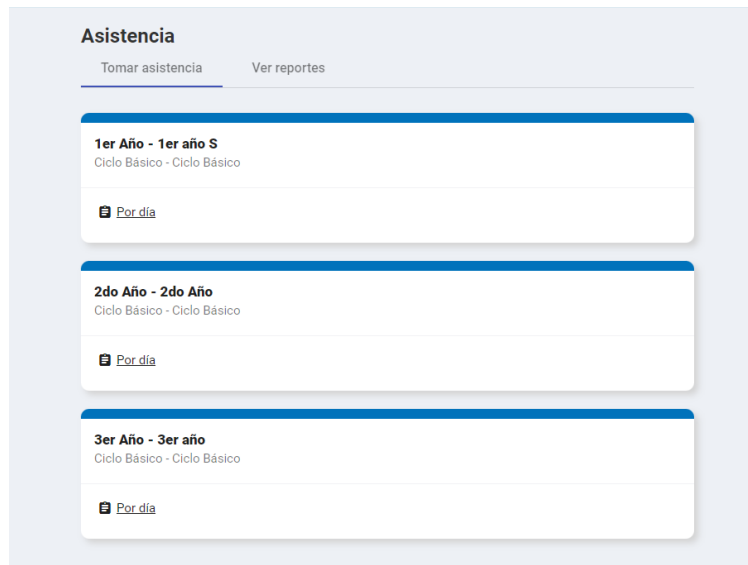 Asistencia
Tomar asistencia Ver reportes
1er Año - 1er año S
Ciclo Básico - Ciclo Básico
Por día
2do Año - 2do Año
Ciclo Básico - Ciclo Básico
Por día
3er Año - 3er año
Ciclo Básico - Ciclo Básico
Por día